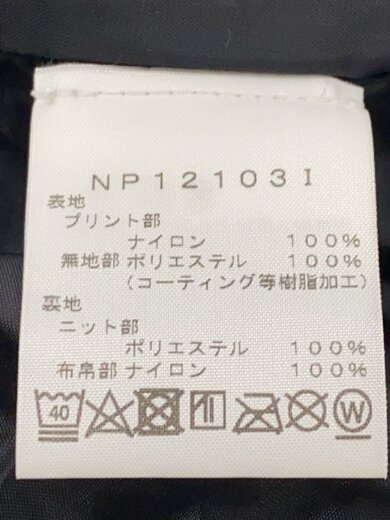 NP12103I
表地
プリント部
ナイロン 100%
無地部 ポリエステル 100%
(コーティング等樹脂加工)
裏地
ニット部
ポリエステル 100%
布帛部 ナイロン 100%
40 W